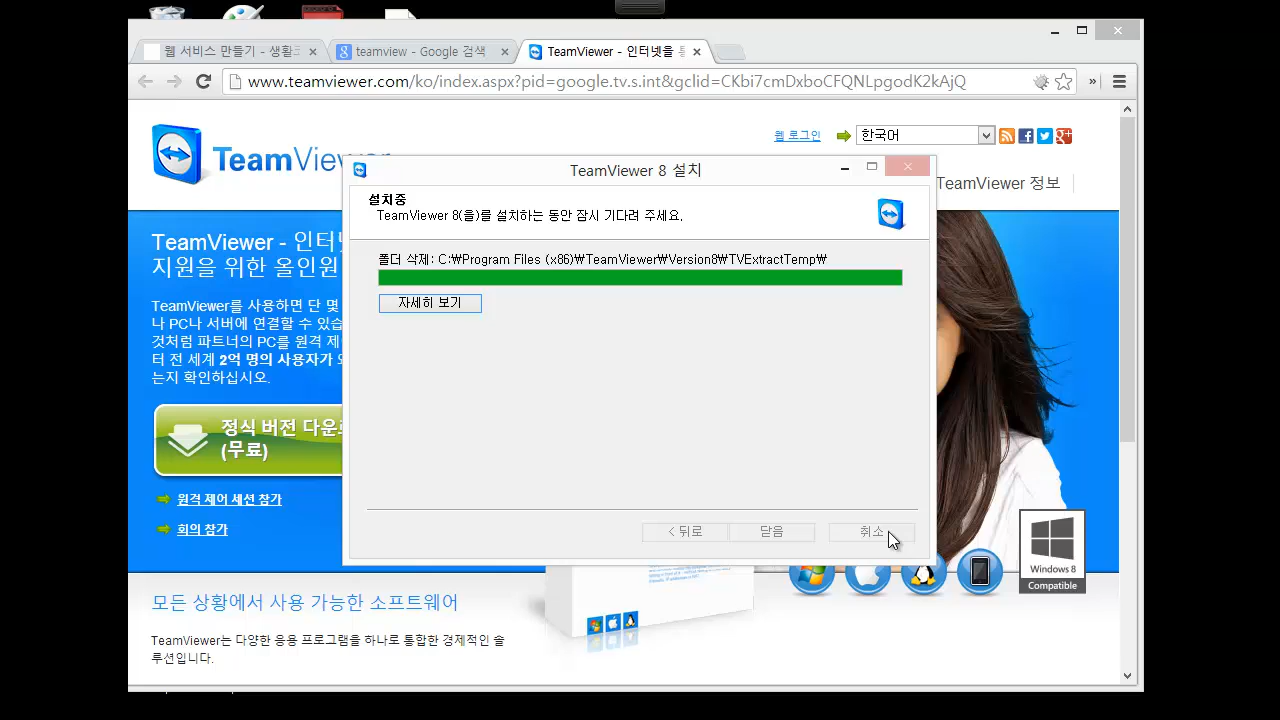 웹 서비스 만들기 - 생활코
teamview - Google 검색
TeamViewer - 인터넷을 통
www.teamviewer.com/ko/index.aspx?pid=google.tv.s.int&gclid=CKbi7cmDxboCFQNLpgodK2kAjQ
웹 로그인
한국어
TeamViewer
TeamViewer 정보
TeamViewer 8 설치
설치중
TeamViewer 8(을)를 설치하는 동안 잠시 기다려 주세요.
폴더 삭제: C:₩Program Files (x86)₩TeamViewer₩Version8₩TVExtractTemp₩
자세히 보기
< 뒤로
닫음
취소
TeamViewer - 인터넷
지원을 위한 올인원
TeamViewer를 사용하면 단 몇
나 PC나 서버에 연결할 수 있습
것처럼 파트너의 PC를 원격 제어
터 전 세계 2억 명의 사용자가
는지 확인하십시오.
정식 버전 다운로
(무료)
원격 제어 세션 참가
회의 참가
Windows 8
Compatible
모든 상황에서 사용 가능한 소프트웨어
TeamViewer는 다양한 응용 프로그램을 하나로 통합한 경제적인 솔
루션입니다.